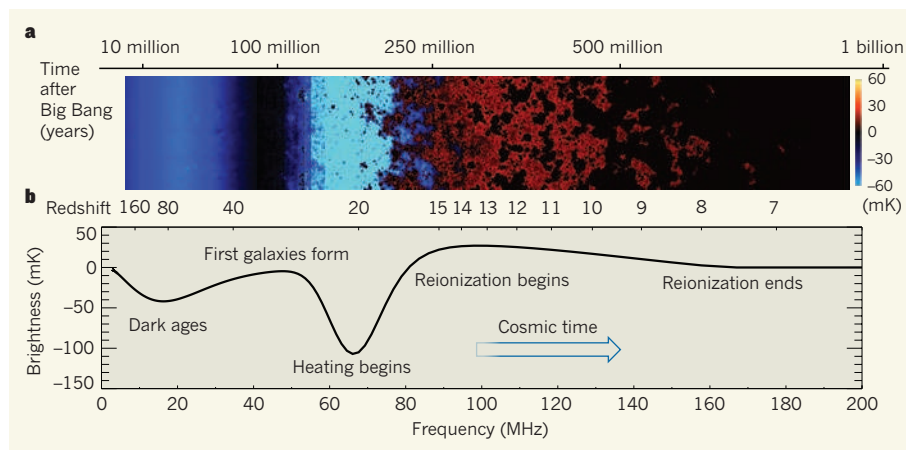 a
10 million 100 million 250 million 500 million 1 billion
Time
after
Big Bang
(years)
60
30
0
–30
–60
(mK)
b
Redshift 160 80 40 20 15 14 13 12 11 10 9 8 7
50
0
–50
–100
–150
Brightness (mK)
First galaxies form
Reionization begins
Reionization ends
Dark ages
Cosmic time
Heating begins
0 20 40 60 80 100 120 140 160 180 200
Frequency (MHz)